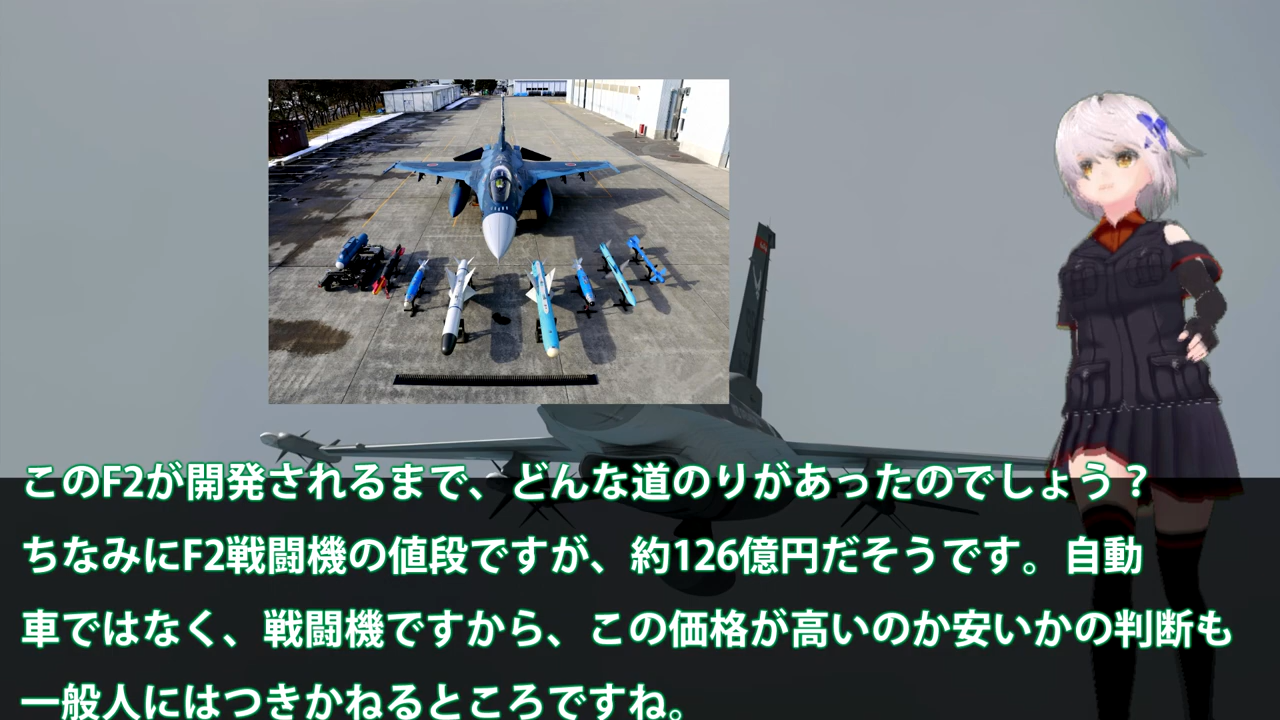 このF2が開発されるまで、どんな道のりがあったのでしょう？
ちなみにF2戦闘機の値段ですが、約126億円だそうです。自動
車ではなく、戦闘機ですから、この価格が高いのか安いかの判断も
一般人にはつきかねるところですね。